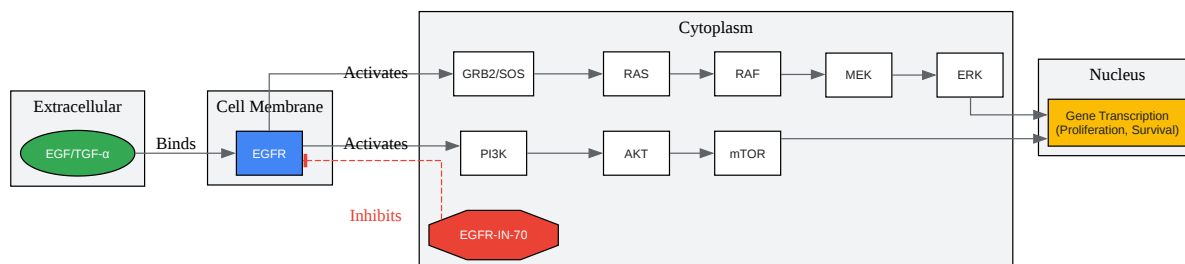 Cytoplasm
Activates
GRB2/SOS
RAS
RAF
MEK
ERK
Nucleus
Extracellular
Cell Membrane
Gene Transcription
(Proliferation, Survival)
EGF/TGF-α
Binds
EGFR
Activates
PI3K
AKT
mTOR
Inhibits
EGFR-IN-70